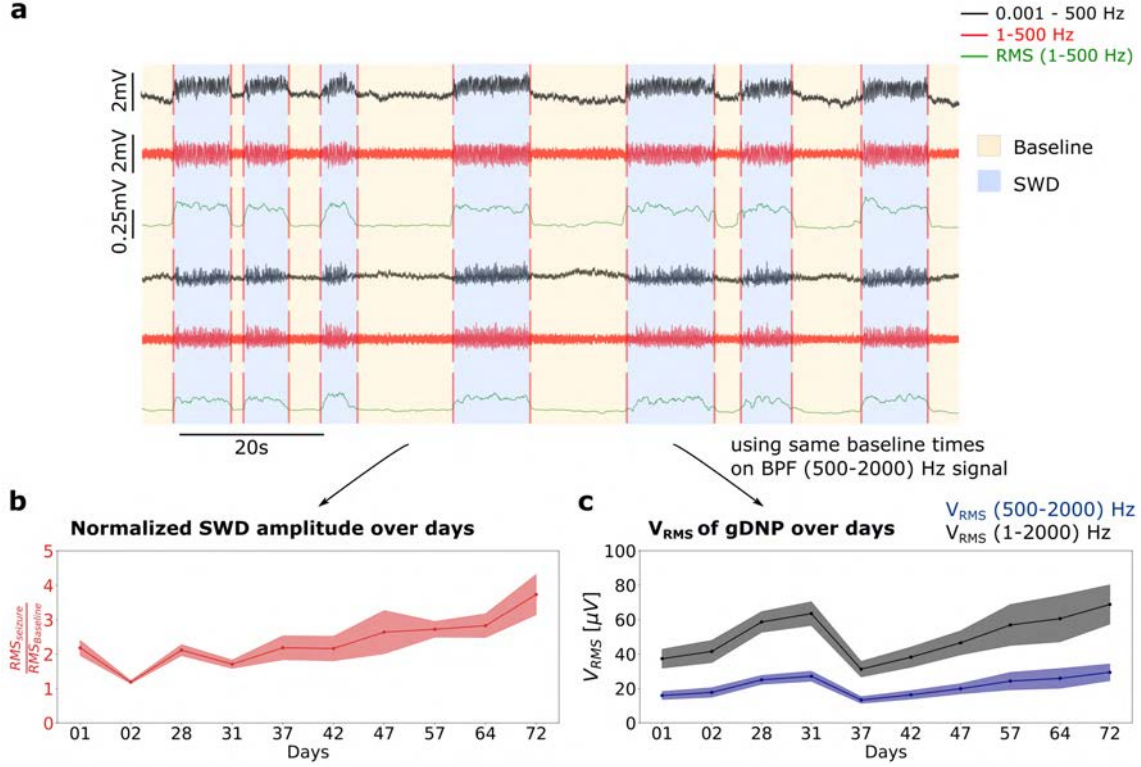 a
0.001 - 500 Hz
1-500 Hz
RMS (1-500 Hz)
2mV
2mV
0.25mV
Baseline
SWD
20s
using same baseline times
on BPF (500-2000) Hz signal
b
Normalized SWD amplitude over days
RMSseizure
RMSBaseline
5
4
3
2
1
0
01 02 28 31 37 42 47 57 64 72
Days
c
VRMS of gDNP over days
VRMS (500-2000) Hz
VRMS (1-2000) Hz
VRMS [μV]
100
80
60
40
20
0
01 02 28 31 37 42 47 57 64 72
Days